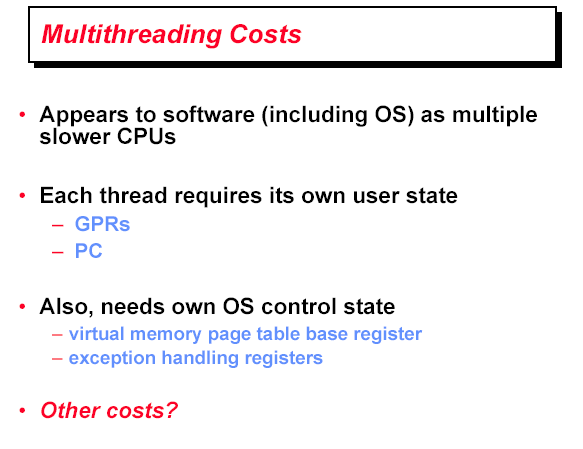 Multithreading Costs
• Appears to software (including OS) as multiple
slower CPUs
• Each thread requires its own user state
– GPRs
– PC
• Also, needs own OS control state
– virtual memory page table base register
– exception handling registers
• Other costs?